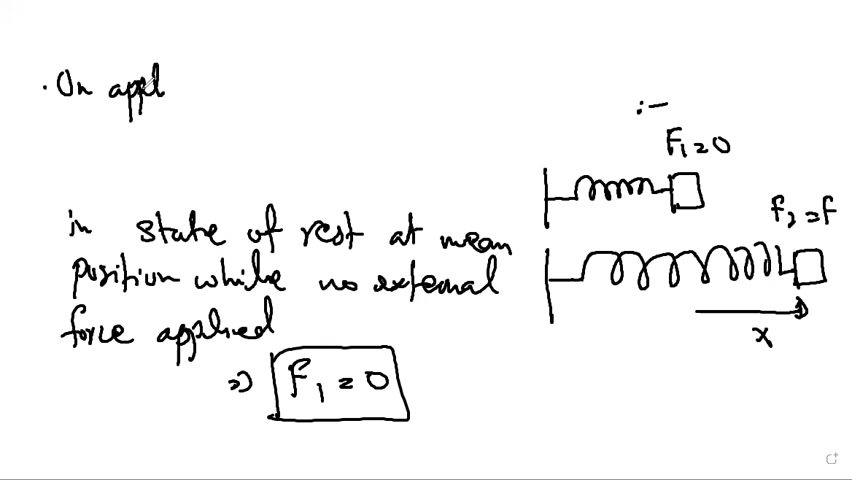 · On appl
:-
F₁ = 0
f₂ = f
x
in state of rest at mean
position while no external
force applied
⇒ F₁ = 0